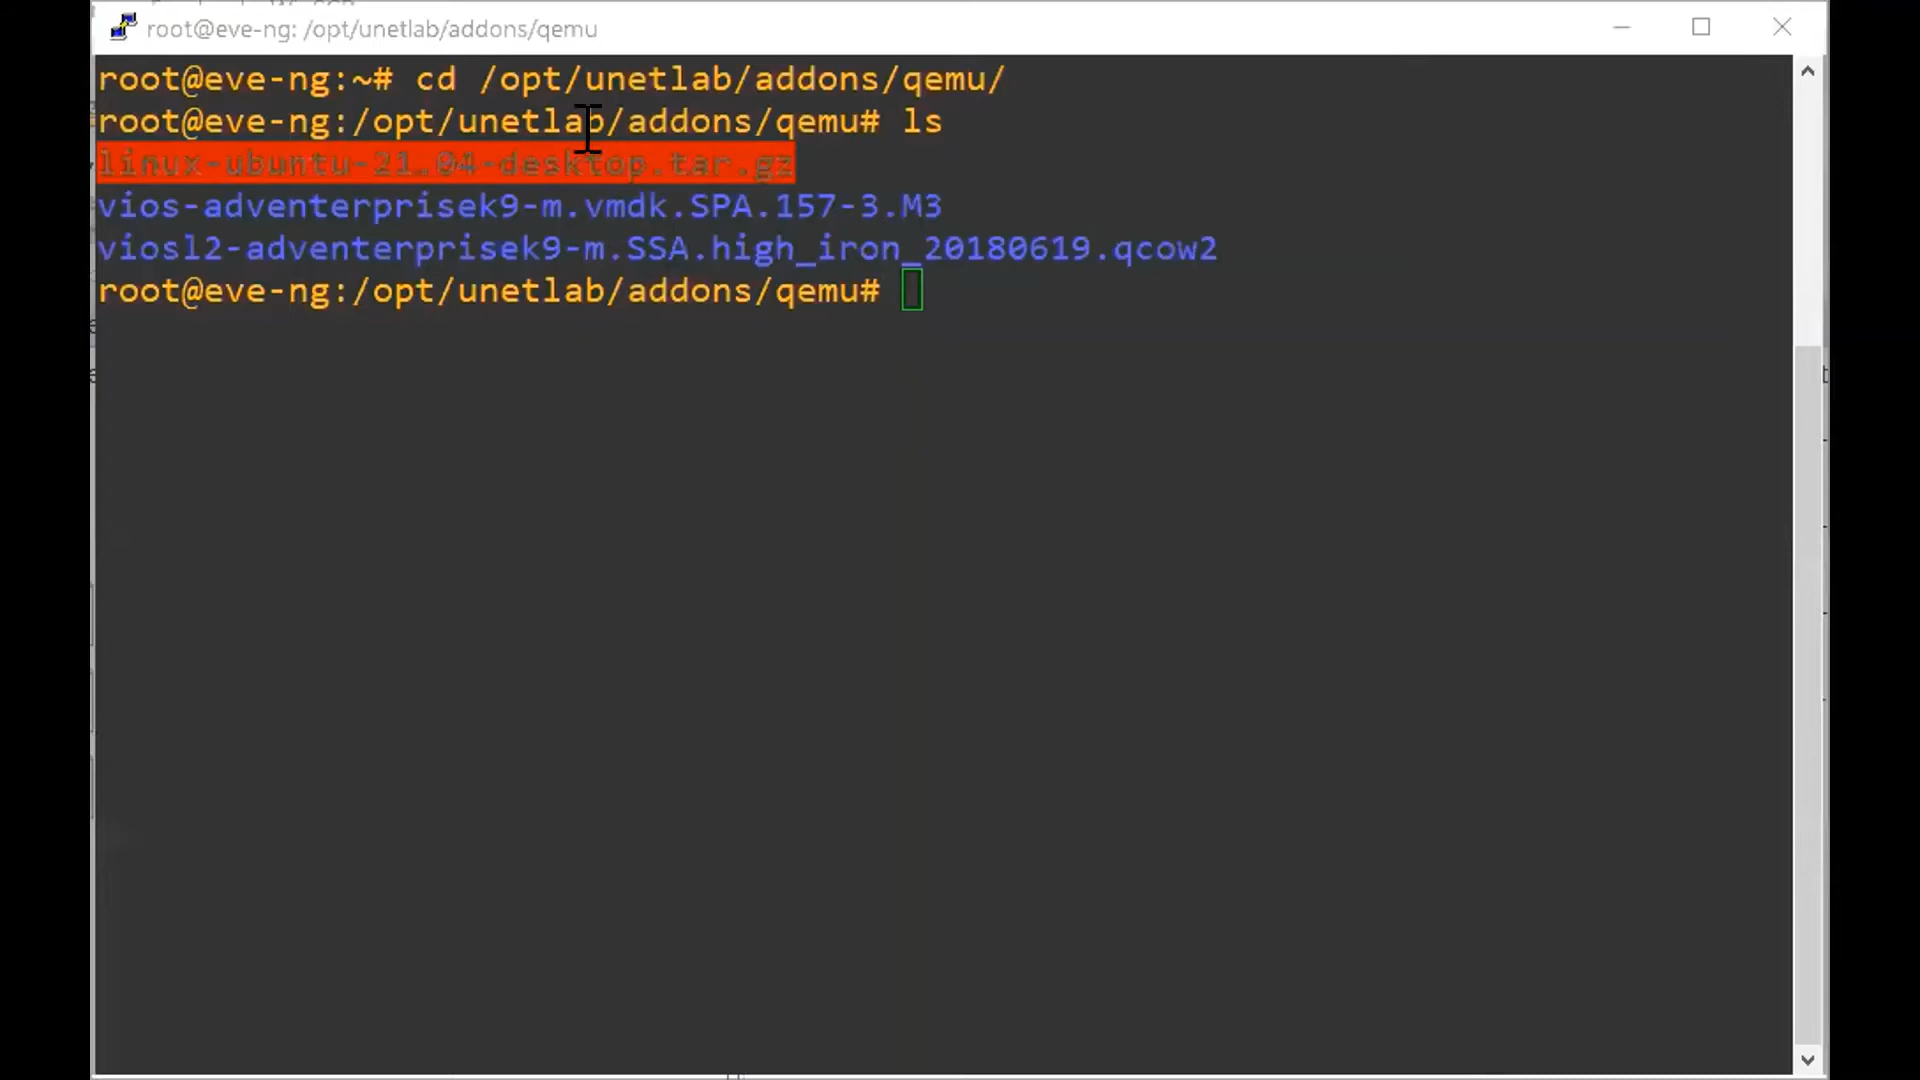 root@eve-ng: /opt/unetlab/addons/qemu
root@eve-ng:~# cd /opt/unetlab/addons/qemu/
root@eve-ng:/opt/unetlab/addons/qemu# ls
linux-ubuntu-21.04-desktop.tar.gz
vios-adventerprisek9-m.vmdk.SPA.157-3.M3
viosl2-adventerprisek9-m.SSA.high_iron_20180619.qcow2
root@eve-ng:/opt/unetlab/addons/qemu#